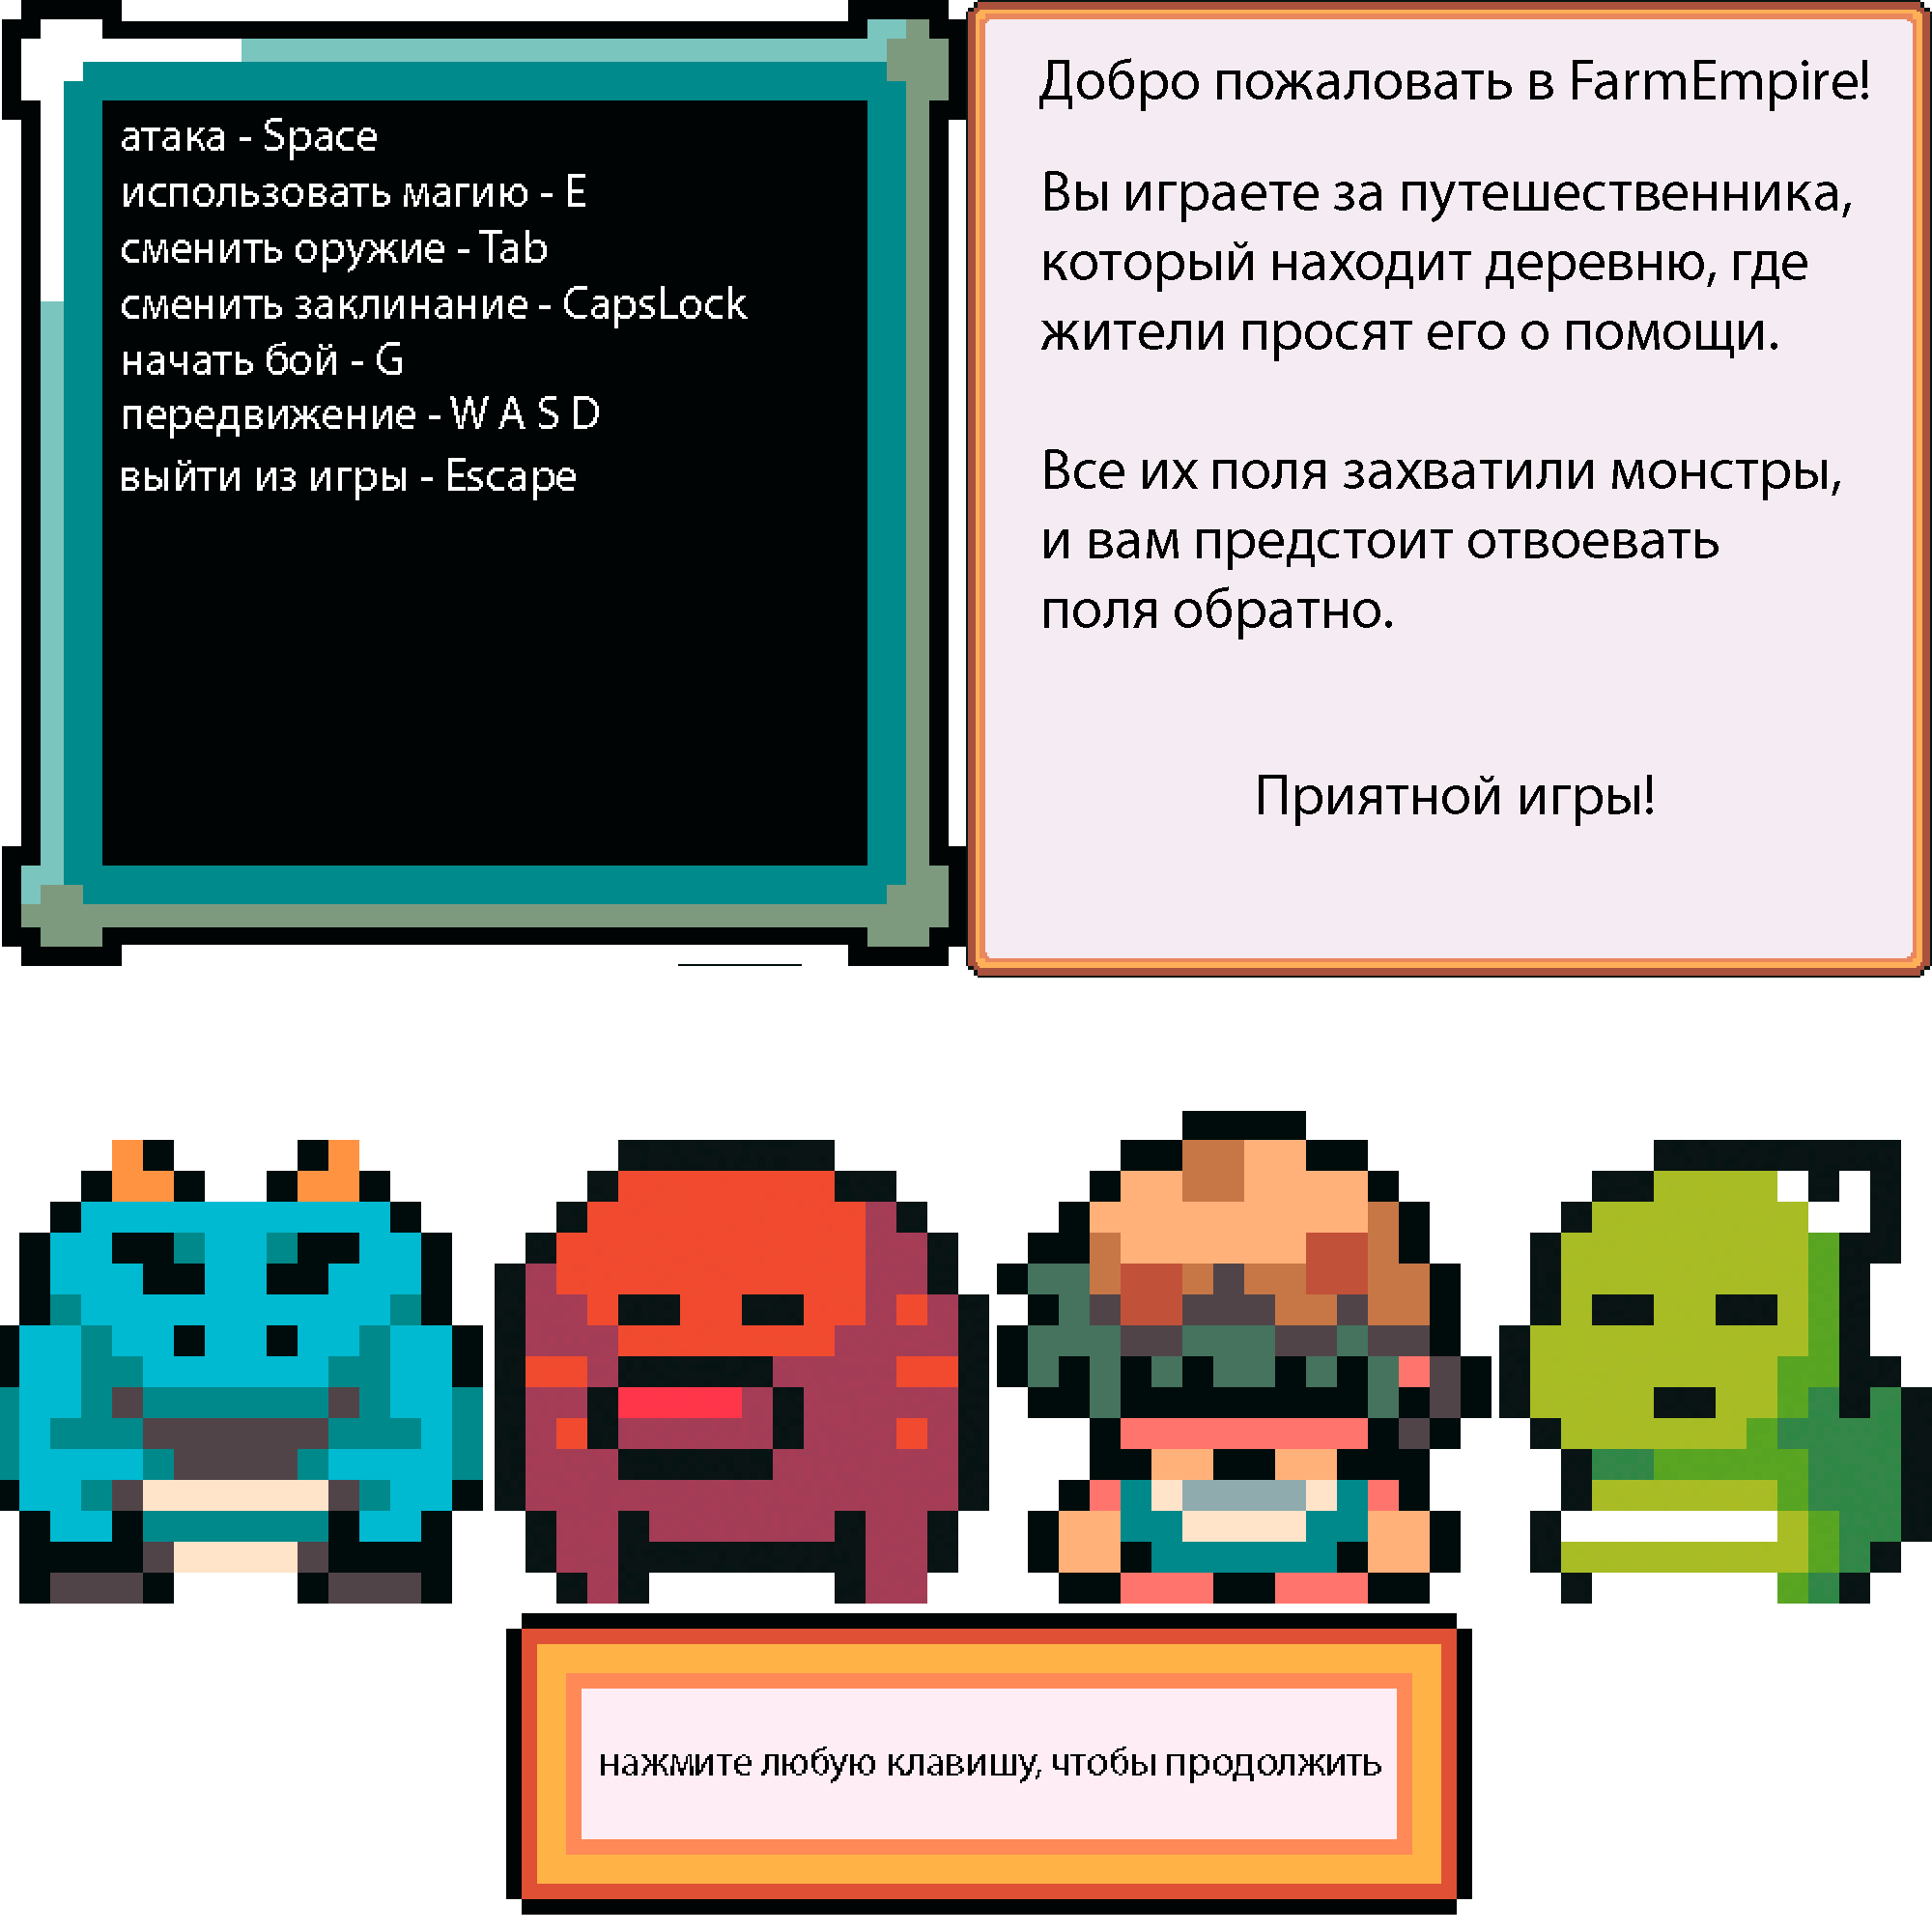 атака - Space
использовать магию - E
сменить оружие - Tab
сменить заклинание - CapsLock
начать бой - G
передвижение - W A S D
выйти из игры - Escape
Добро пожаловать в FarmEmpire!
Вы играете за путешественника,
который находит деревню, где
жители просят его о помощи.
Все их поля захватили монстры,
и вам предстоит отвоевать
поля обратно.
Приятной игры!
нажмите любую клавишу, чтобы продолжить